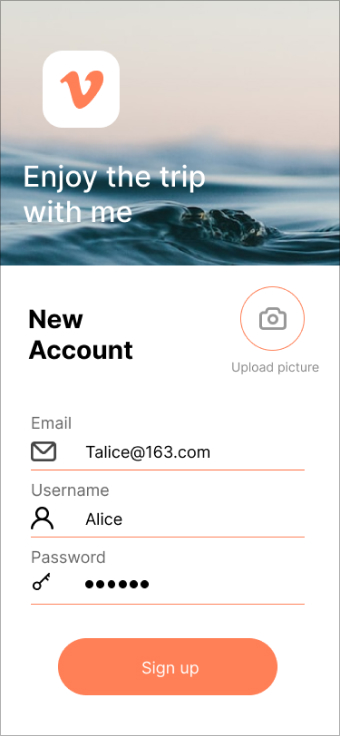 Enjoy the trip
with me
New
Account
Upload picture
Email
Talice@163.com
Username
Alice
Password
●●●●●●
Sign up